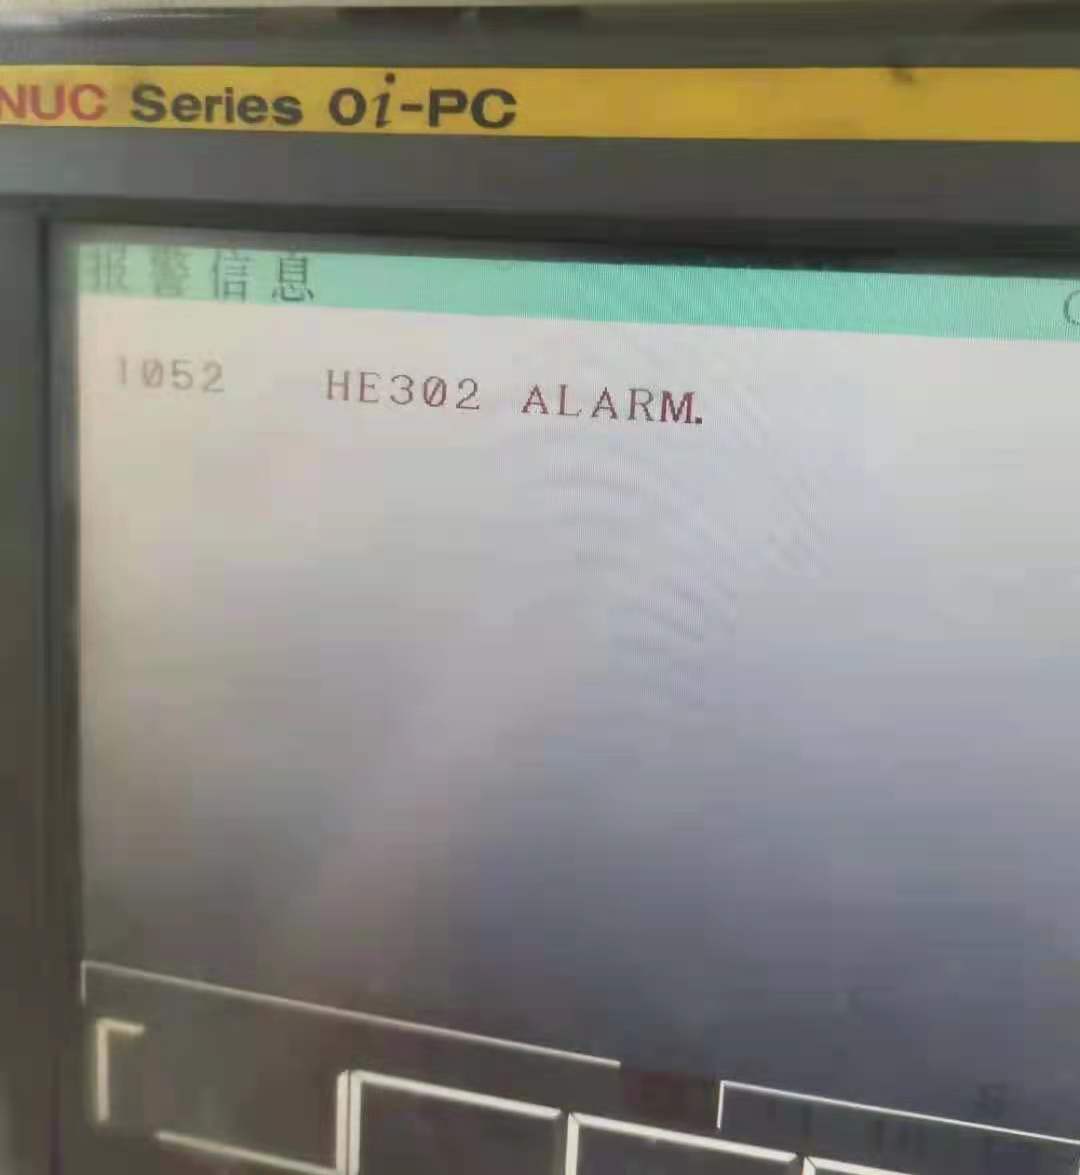 NUC Series 0i-PC
报警信息
1052 HE302 ALARM.